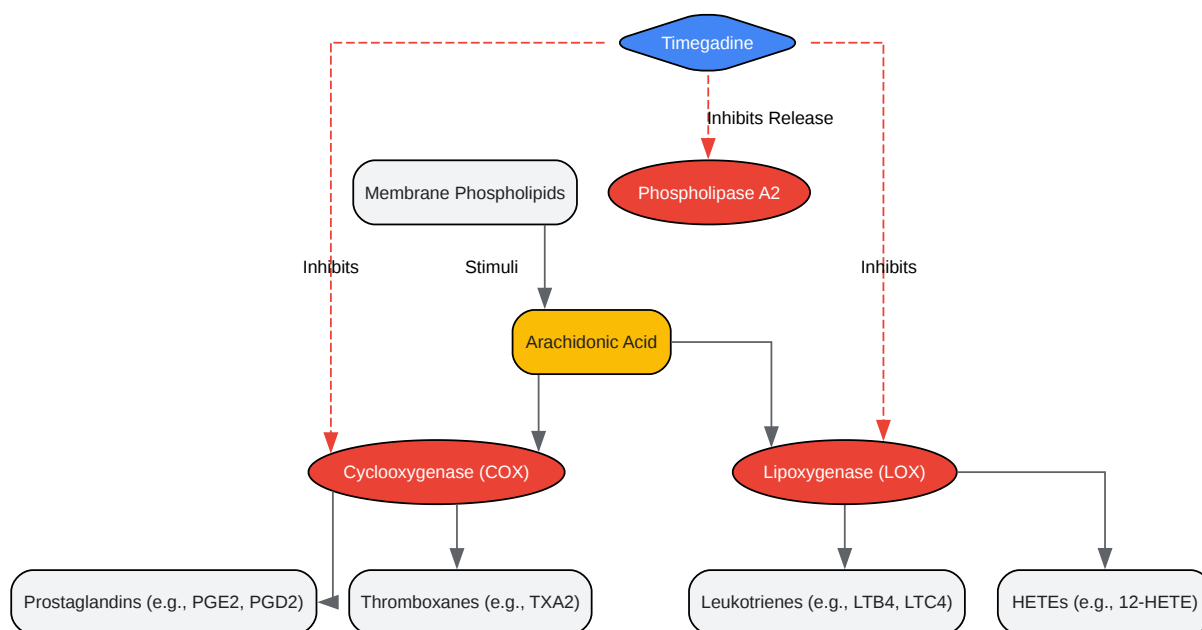 Timegadine
Inhibits Release
Membrane Phospholipids
Phospholipase A2
Inhibits
Stimuli
Inhibits
Arachidonic Acid
Cyclooxygenase (COX)
Lipoxygenase (LOX)
Prostaglandins (e.g., PGE2, PGD2)
Thromboxanes (e.g., TXA2)
Leukotrienes (e.g., LTB4, LTC4)
HETEs (e.g., 12-HETE)